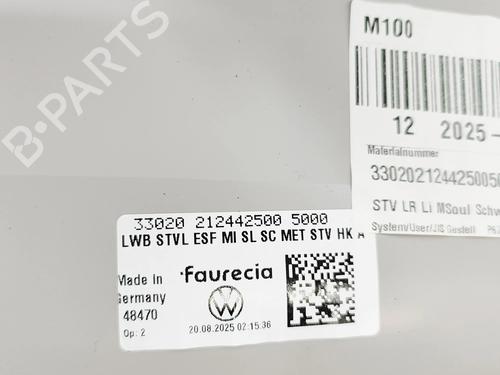 B-PARTS
M100
12 2025-
Materialnummer
3302021244250050
STV LR Li MSoul Schw
System/User/JIS Gestell
33020 212442500 5000
LWB STVL ESF MI SL SC MET STV HK A
Made In
Germany
48470
Op: 2
faurecia
20.08.2025 02:15:36